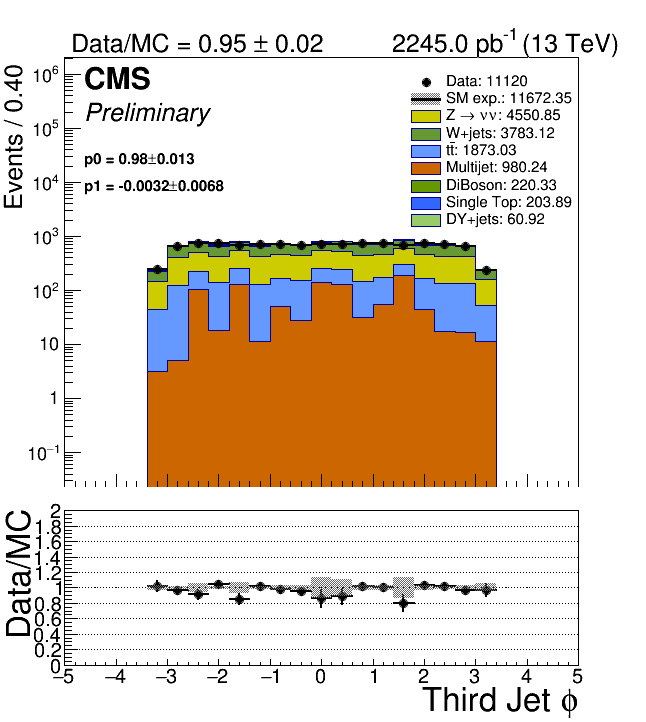 Data/MC = 0.95 ± 0.02 2245.0 pb⁻¹ (13 TeV)
CMS
Preliminary
p0 = 0.98±0.013
p1 = -0.0032±0.0068
Data: 11120
SM exp.: 11672.35
Z → νν: 4550.85
W+jets: 3783.12
tt̄: 1873.03
Multijet: 980.24
DiBoson: 220.33
Single Top: 203.89
DY+jets: 60.92
Events / 0.40
10⁶
10⁵
10⁴
10³
10²
10
1
10⁻¹
Data/MC
2
1.8
1.6
1.4
1.2
1
0.8
0.6
0.4
0.2
0
−5 −4 −3 −2 −1 0 1 2 3 4 5
Third Jet ϕ